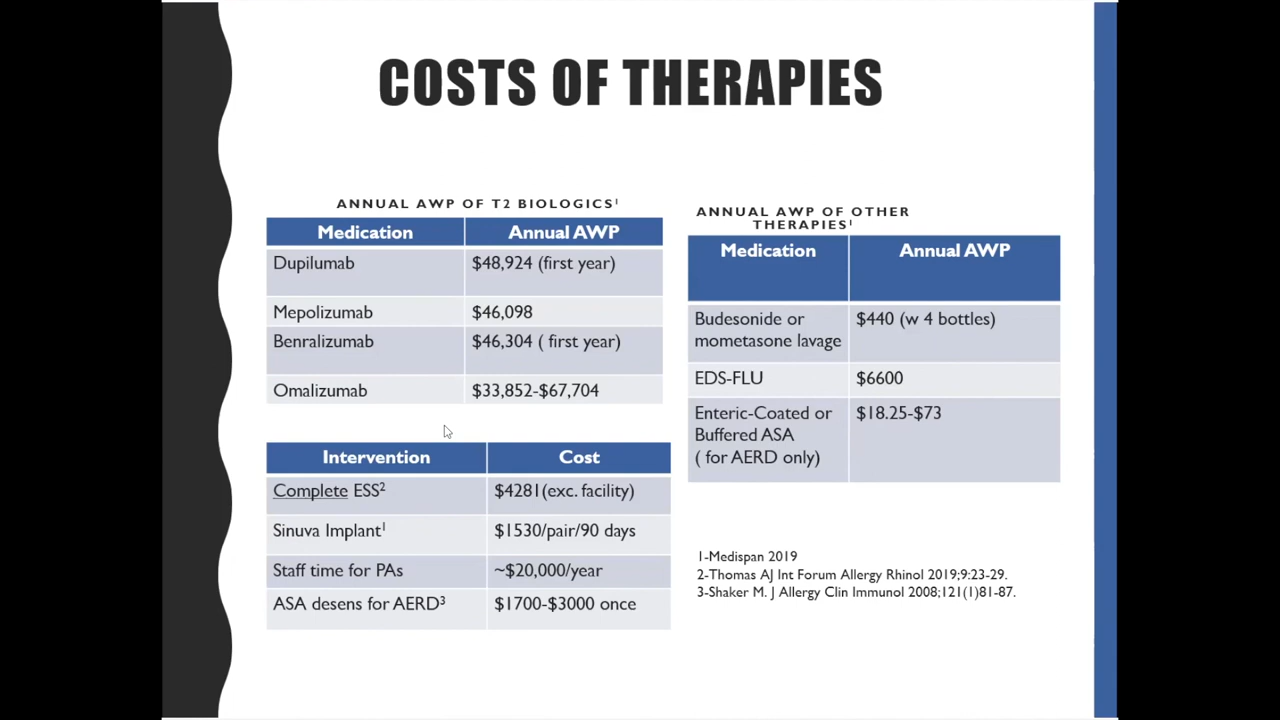 COSTS OF THERAPIES
ANNUAL AWP OF T2 BIOLOGICS¹
Medication Annual AWP
Dupilumab $48,924 (first year)
Mepolizumab $46,098
Benralizumab $46,304 ( first year)
Omalizumab $33,852-$67,704
Intervention Cost
Complete ESS² $4281(exc. facility)
Sinuva Implant¹ $1530/pair/90 days
Staff time for PAs ~$20,000/year
ASA desens for AERD³ $1700-$3000 once
ANNUAL AWP OF OTHER
THERAPIES¹
Medication Annual AWP
Budesonide or $440 (w 4 bottles)
mometasone lavage
EDS-FLU $6600
Enteric-Coated or $18.25-$73
Buffered ASA
( for AERD only)
1-Medispan 2019
2-Thomas AJ Int Forum Allergy Rhinol 2019;9:23-29.
3-Shaker M. J Allergy Clin Immunol 2008;121(1)81-87.